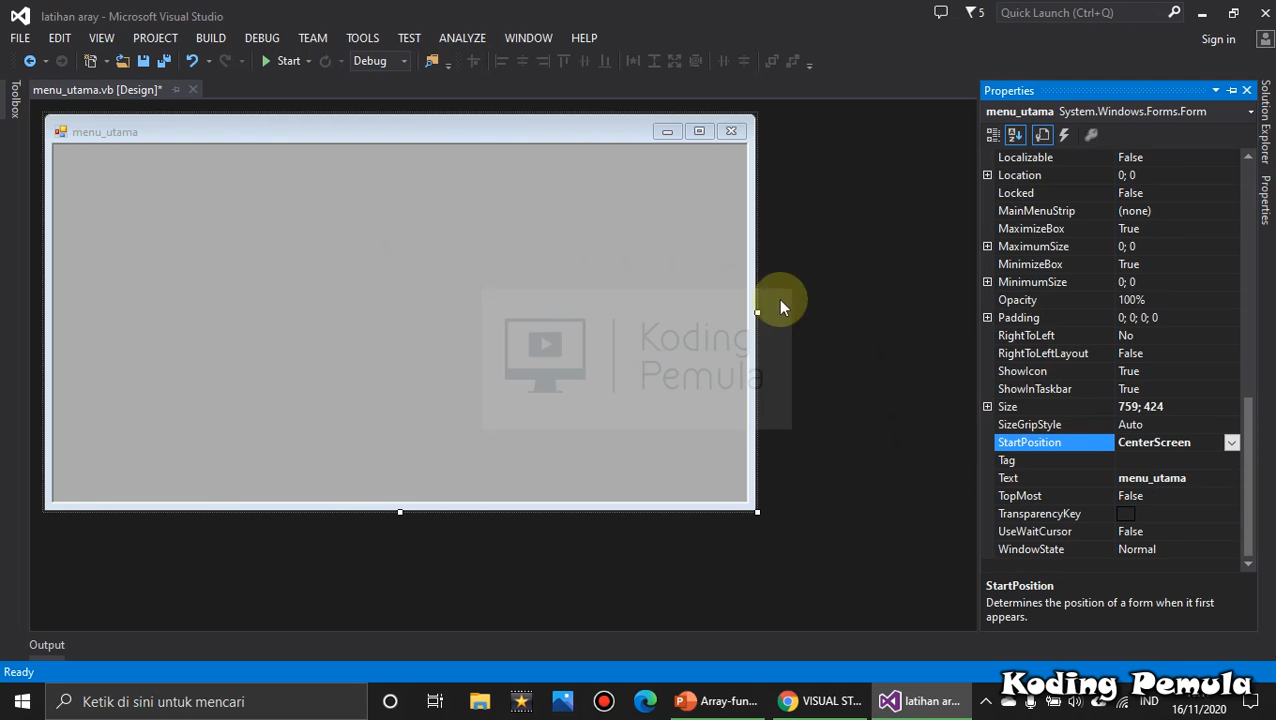 latihan aray - Microsoft Visual Studio
5
Quick Launch (Ctrl+Q)
FILE EDIT VIEW PROJECT BUILD DEBUG TEAM TOOLS TEST ANALYZE WINDOW HELP
Sign in
Start
Debug
menu_utama.vb [Design]*
Toolbox
menu_utama
Koding
Pemula
Properties
menu_utama System.Windows.Forms.Form
Localizable False
Location 0; 0
Locked False
MainMenuStrip (none)
MaximizeBox True
MaximumSize 0; 0
MinimizeBox True
MinimumSize 0; 0
Opacity 100%
Padding 0; 0; 0; 0
RightToLeft No
RightToLeftLayout False
ShowIcon True
ShowInTaskbar True
Size 759; 424
SizeGripStyle Auto
StartPosition CenterScreen
Tag
Text menu_utama
TopMost False
TransparencyKey
UseWaitCursor False
WindowState Normal
StartPosition
Determines the position of a form when it first
appears.
Solution Explorer
Properties
Output
Ready
Koding Pemula
Ketik di sini untuk mencari
Array-fun...
VISUAL ST...
latihan ar...
IND
16/11/2020